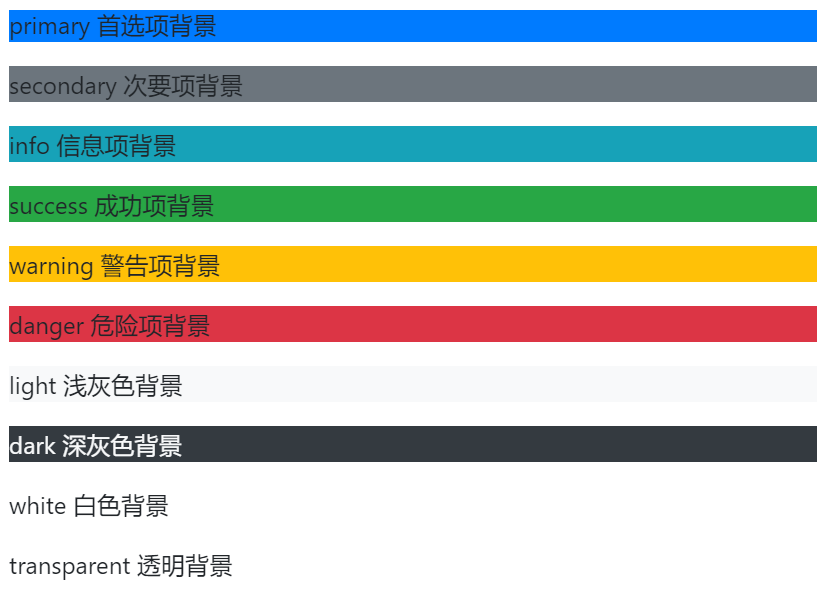 primary 首选项背景
secondary 次要项背景
info 信息项背景
success 成功项背景
warning 警告项背景
danger 危险项背景
light 浅灰色背景
dark 深灰色背景
white 白色背景
transparent 透明背景